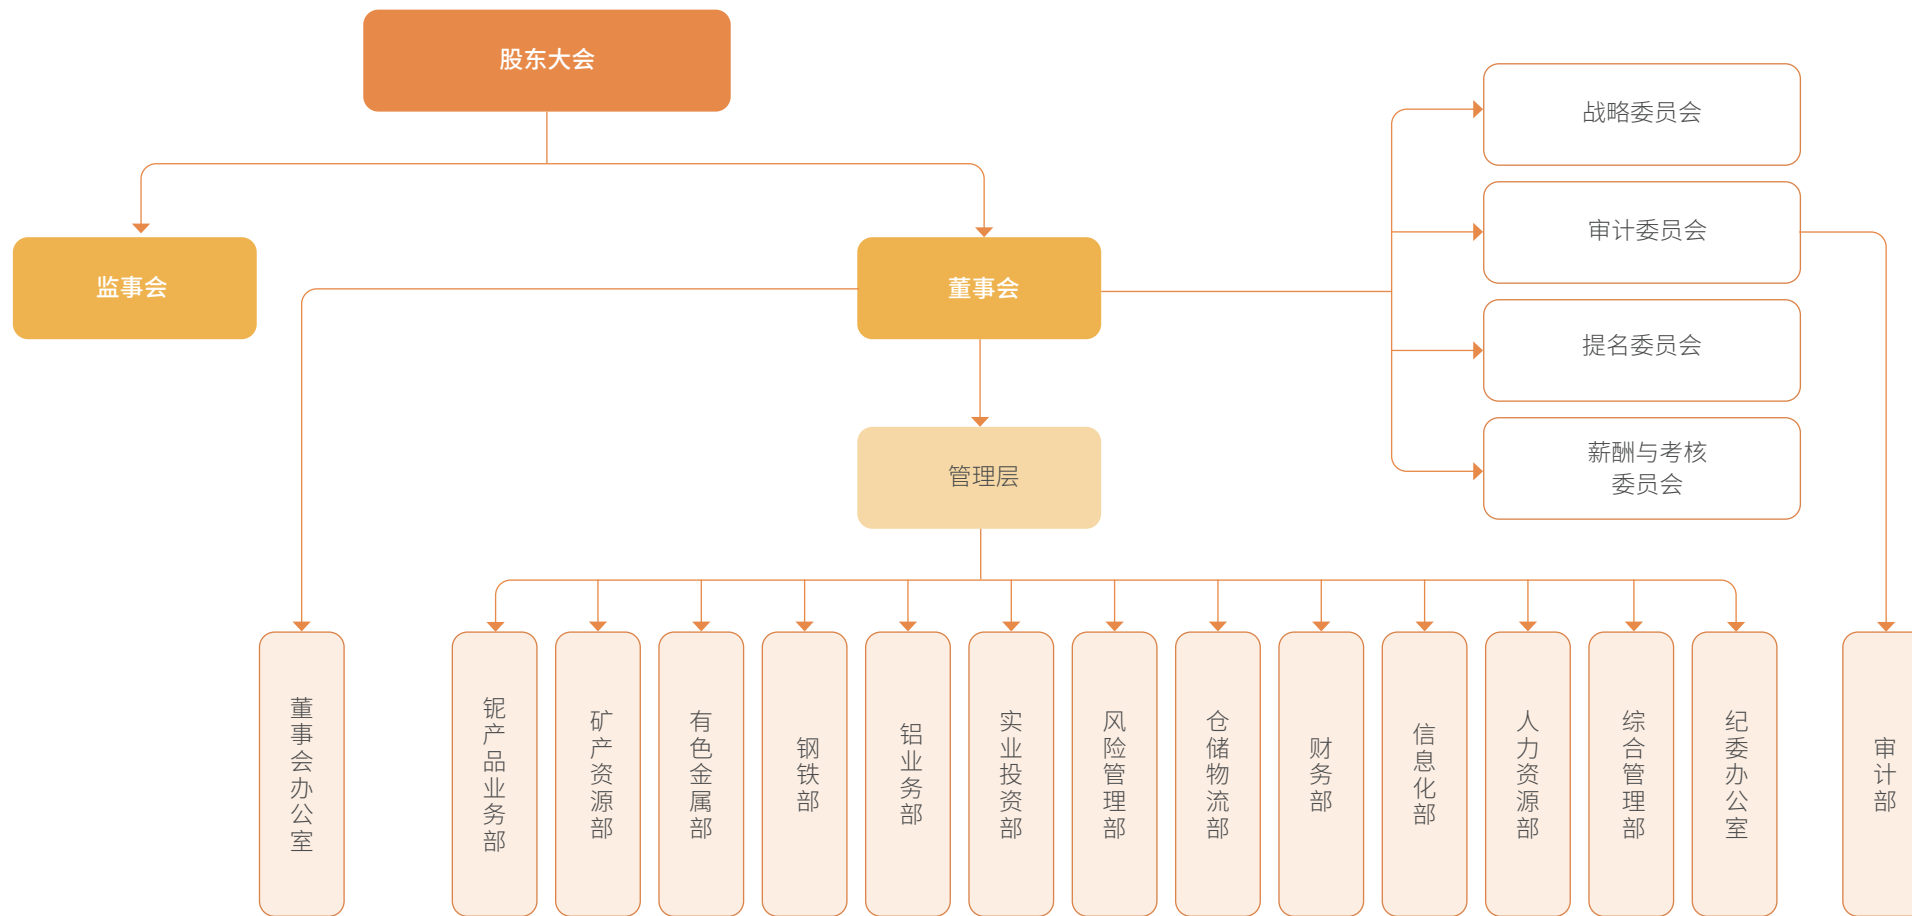 股东大会
战略委员会
审计委员会
监事会
董事会
提名委员会
薪酬与考核
委员会
管理层
董事会办公室
铌产品业务部
矿产资源部
有色金属部
钢铁部
铝业务部
实业投资部
风险管理部
仓储物流部
财务部
信息化部
人力资源部
综合管理部
纪委办公室
审计部